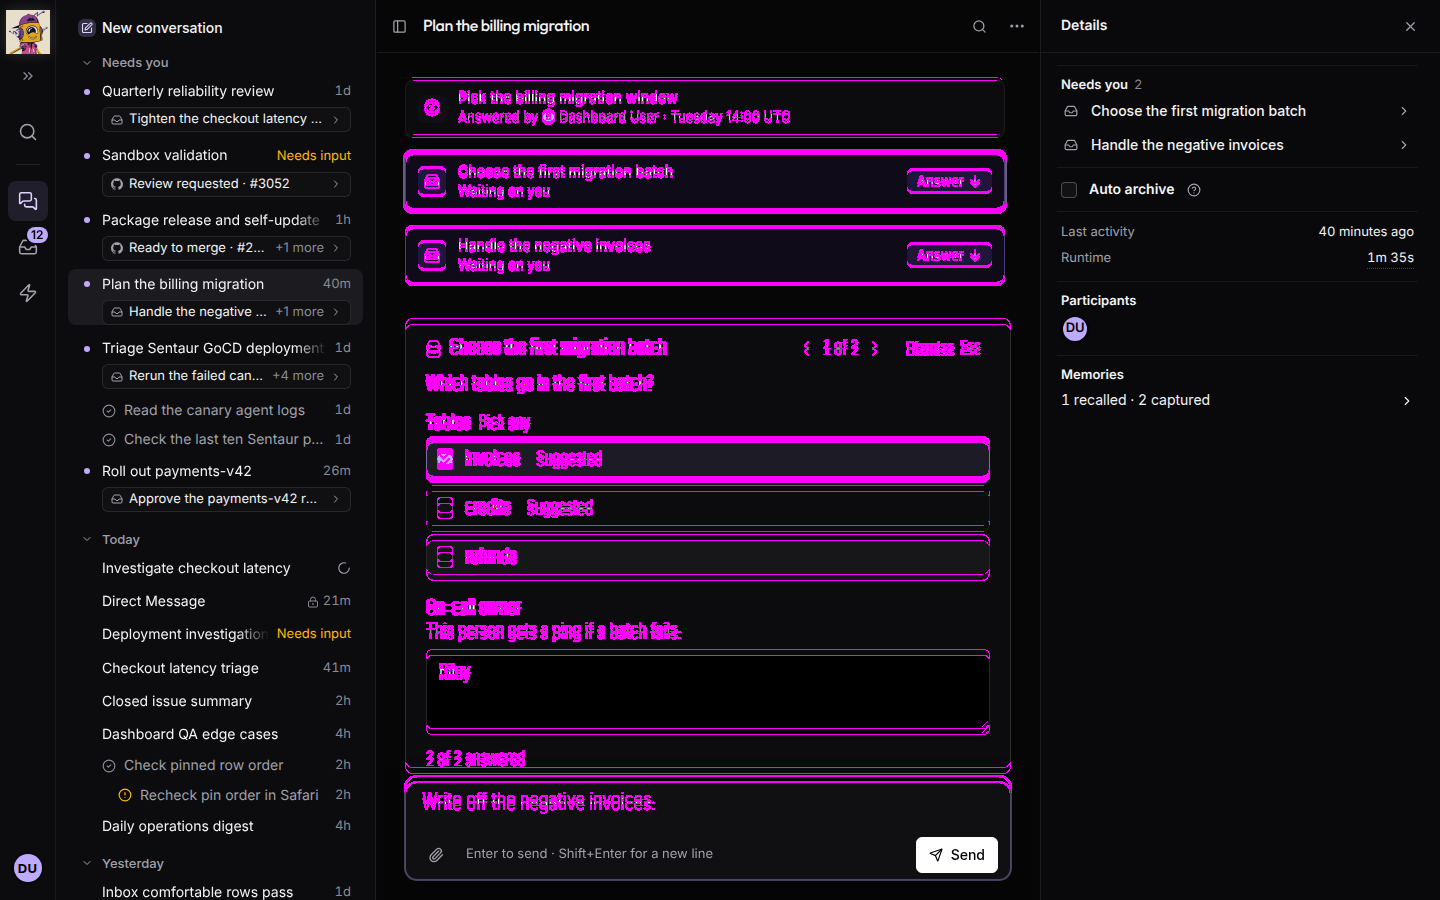 New conversation
Needs you
Quarterly reliability review 1d
Tighten the checkout latency ...
Sandbox validation Needs input
Review requested · #3052
Package release and self-update 1h
Ready to merge · #2... +1 more
Plan the billing migration 40m
Handle the negative ... +1 more
Triage Sentaur GoCD deployment 1d
Rerun the failed can... +4 more
Read the canary agent logs 1d
Check the last ten Sentaur p... 1d
Roll out payments-v42 26m
Approve the payments-v42 r...
Today
Investigate checkout latency
Direct Message 21m
Deployment investigation Needs input
Checkout latency triage 41m
Closed issue summary 2h
Dashboard QA edge cases 4h
Check pinned row order 2h
Recheck pin order in Safari 2h
Daily operations digest 4h
Yesterday
Inbox comfortable rows pass 1d
12
DU
Plan the billing migration
Pick the billing migration window
Answered by Dashboard User · Tuesday 14:00 UTC
Choose the first migration batch
Waiting on you
Answer
Handle the negative invoices
Waiting on you
Answer
Choose the first migration batch 1 of 2 Dismiss Esc
Which tables go in the first batch?
Tables Pick any
invoices Suggested
credits Suggested
refunds
On-call owner
This person gets a ping if a batch fails.
2 of 2 answered
Write off the negative invoices.
Enter to send · Shift+Enter for a new line
Send
Details
Needs you 2
Choose the first migration batch
Handle the negative invoices
Auto archive
Last activity 40 minutes ago
Runtime 1m 35s
Participants
DU
Memories
1 recalled · 2 captured